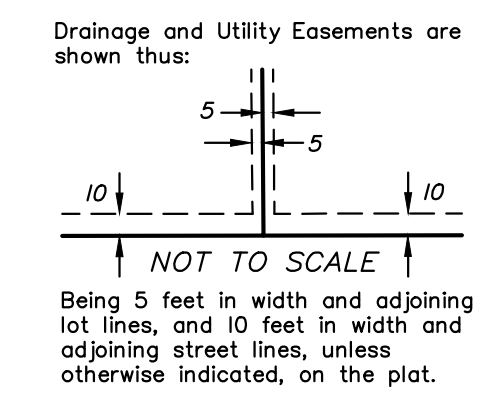 Drainage and Utility Easements are
shown thus:
5
5
10
10
NOT TO SCALE
Being 5 feet in width and adjoining
lot lines, and 10 feet in width and
adjoining street lines, unless
otherwise indicated, on the plat.